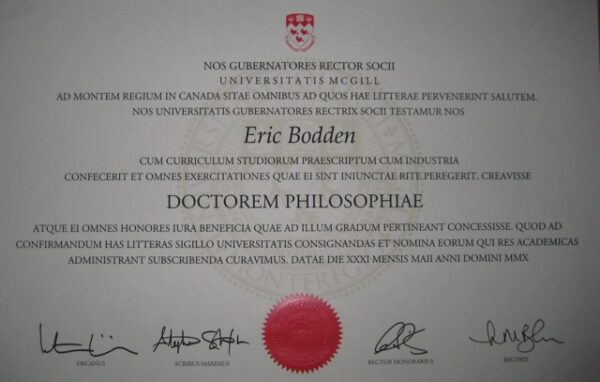 NOS GUBERNATORES RECTOR SOCII
UNIVERSITATIS MCGILL
AD MONTEM REGIUM IN CANADA SITAE OMNIBUS AD QUOS HAE LITTERAE PERVENERINT SALUTEM.
NOS UNIVERSITATIS GUBERNATORES RECTRIX SOCII TESTAMUR NOS
Eric Bodden
CUM CURRICULUM STUDIORUM PRAESCRIPTUM CUM INDUSTRIA
CONFECERIT ET OMNES EXERCITATIONES QUAE EI SINT INIUNCTAE RITE PEREGERIT, CREAVISSE
DOCTOREM PHILOSOPHIAE
ATQUE EI OMNES HONORES IURA BENEFICIA QUAE AD ILLUM GRADUM PERTINEANT CONCESSISSE. QUOD AD
CONFIRMANDUM HAS LITTERAS SIGILLO UNIVERSITATIS CONSIGNANDAS ET NOMINA EORUM QUI RES ACADEMICAS
ADMINISTRANT SUBSCRIBENDA CURAVIMUS. DATAE DIE XXXI MENSIS MAII ANNI DOMINI MMX
DECANUS SCRIBUS MAXIMUS RECTOR HONORARIUS RECTRIX